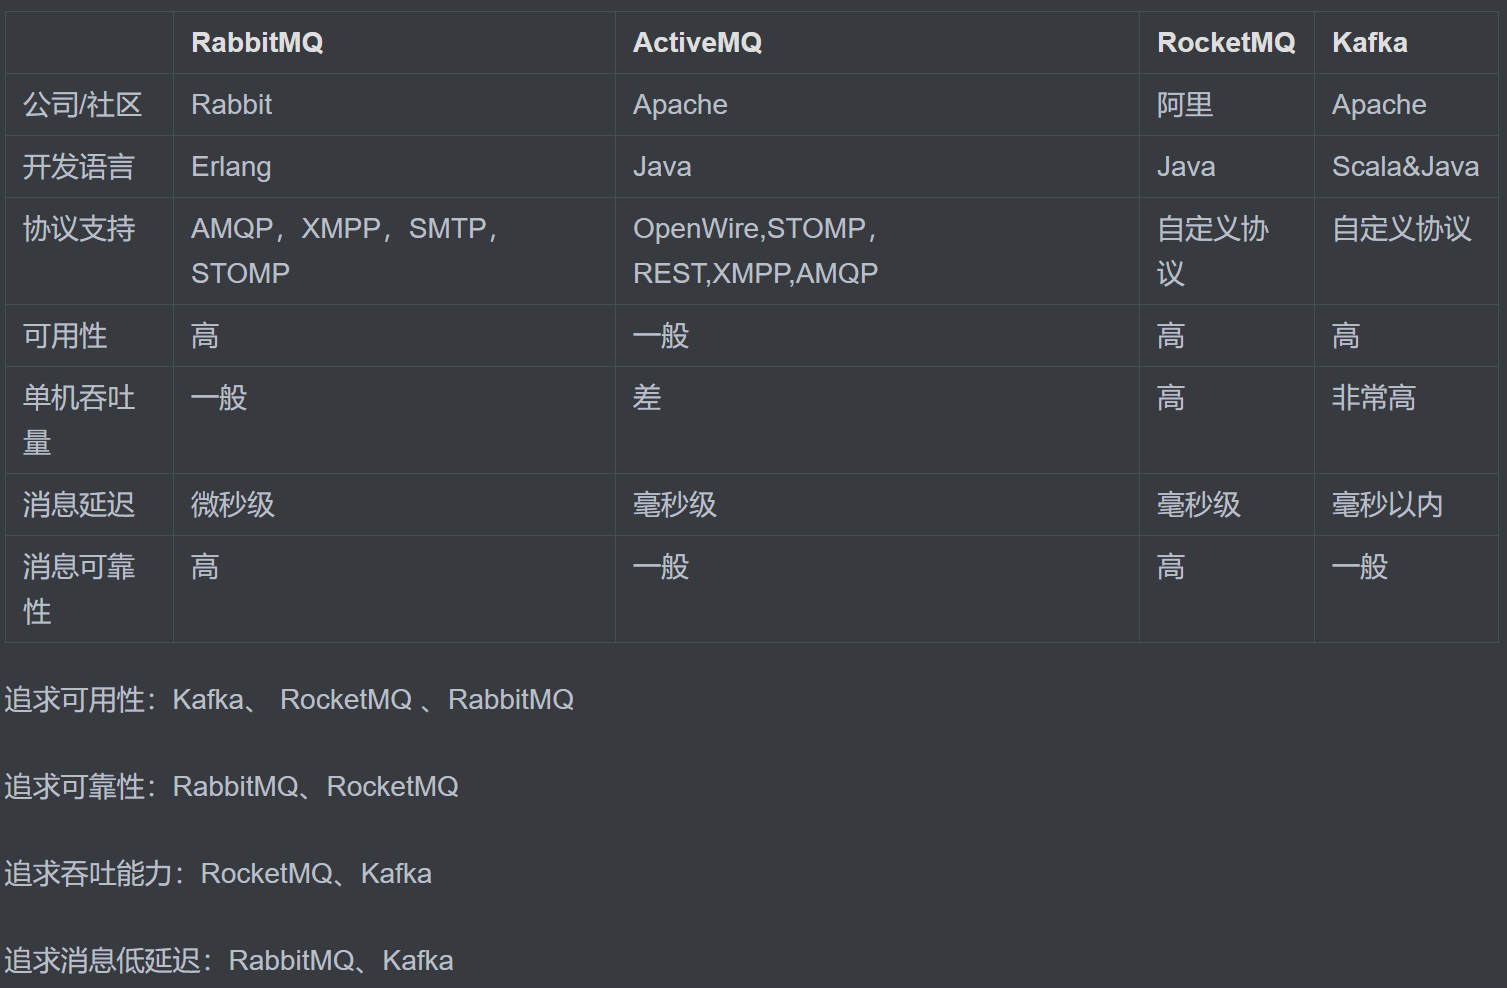 RabbitMQ ActiveMQ RocketMQ Kafka
公司/社区 Rabbit Apache 阿里 Apache
开发语言 Erlang Java Java Scala&Java
协议支持 AMQP，XMPP，SMTP， OpenWire,STOMP， 自定义协 自定义协议
STOMP REST,XMPP,AMQP 议
可用性 高 一般 高 高
单机吞吐 一般 差 高 非常高
量
消息延迟 微秒级 毫秒级 毫秒级 毫秒以内
消息可靠 高 一般 高 一般
性
追求可用性：Kafka、 RocketMQ 、RabbitMQ
追求可靠性：RabbitMQ、RocketMQ
追求吞吐能力：RocketMQ、Kafka
追求消息低延迟：RabbitMQ、Kafka